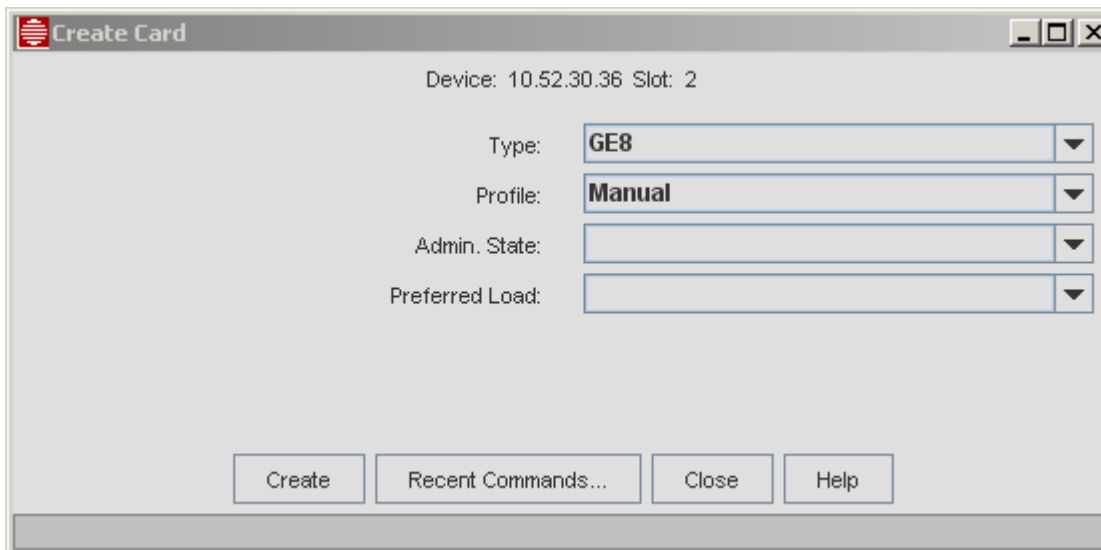 Create Card
Device: 10.52.30.36 Slot: 2
Type: GE8
Profile: Manual
Admin. State:
Preferred Load:
Create Recent Commands... Close Help